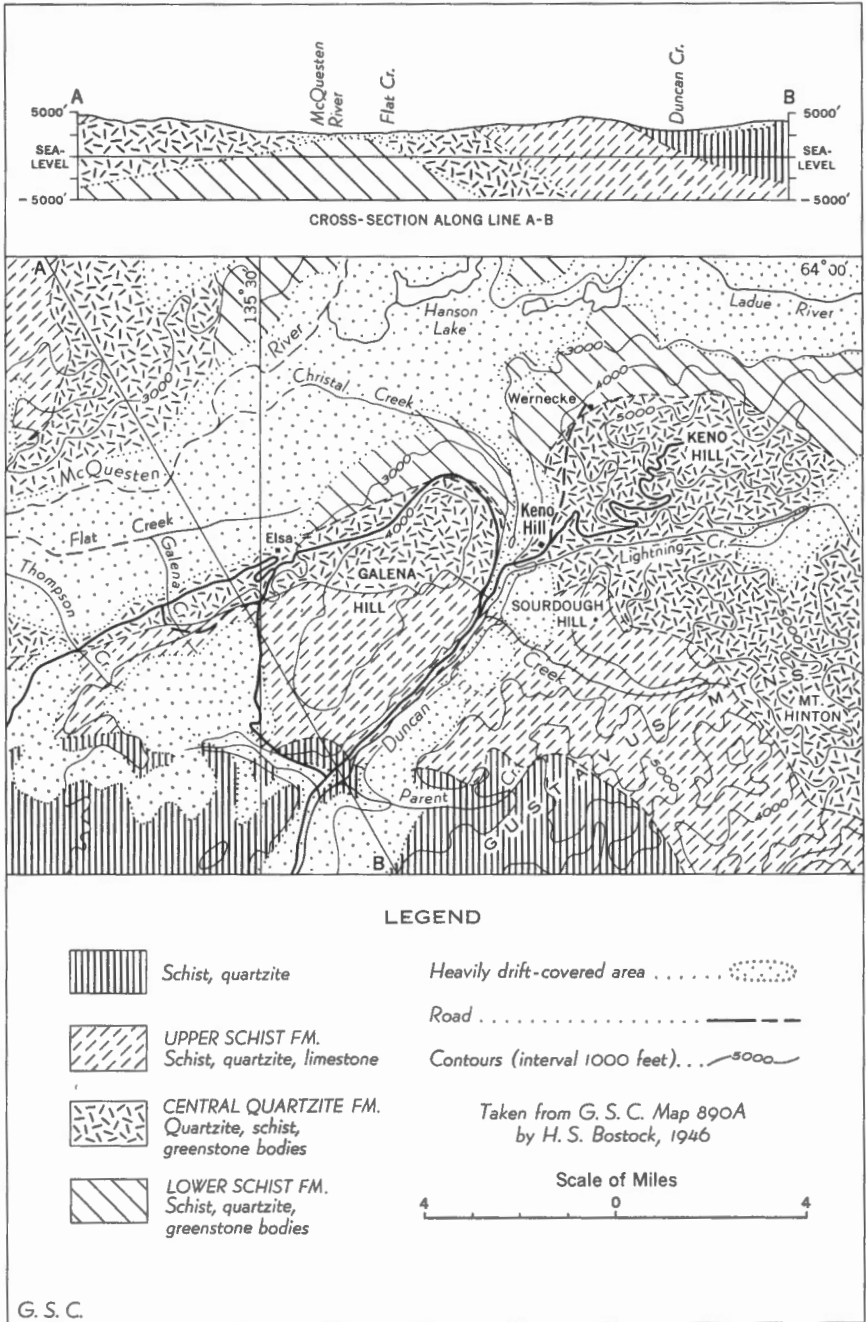 McQuesten River
Flat Cr.
Duncan Cr.
A
B
5000'
5000'
SEA-LEVEL
SEA-LEVEL
-5000'
-5000'
CROSS-SECTION ALONG LINE A-B
A
135°30'
64°00'
Hanson Lake
Ladue River
River
Christal Creek
3000
3000
4000
Wernecke
5000
KENO HILL
McQuesten
3000
Flat Creek
Keno Hill
Elsa
4000
Galena
Lightning Cr.
Thompson
GALENA HILL
SOURDOUGH HILL
5000
C.
Cr.
Creek
MT. HINTON
Duncan
GUSTAVUS MTNS
5000
4000
Parent C.
B
LEGEND
Schist, quartzite
UPPER SCHIST FM.
Schist, quartzite, limestone
CENTRAL QUARTZITE FM.
Quartzite, schist,
greenstone bodies
LOWER SCHIST FM.
Schist, quartzite,
greenstone bodies
Heavily drift-covered area
Road
Contours (interval 1000 feet)... 5000
Taken from G. S. C. Map 890A
by H. S. Bostock, 1946
Scale of Miles
4 0 4
G. S. C.